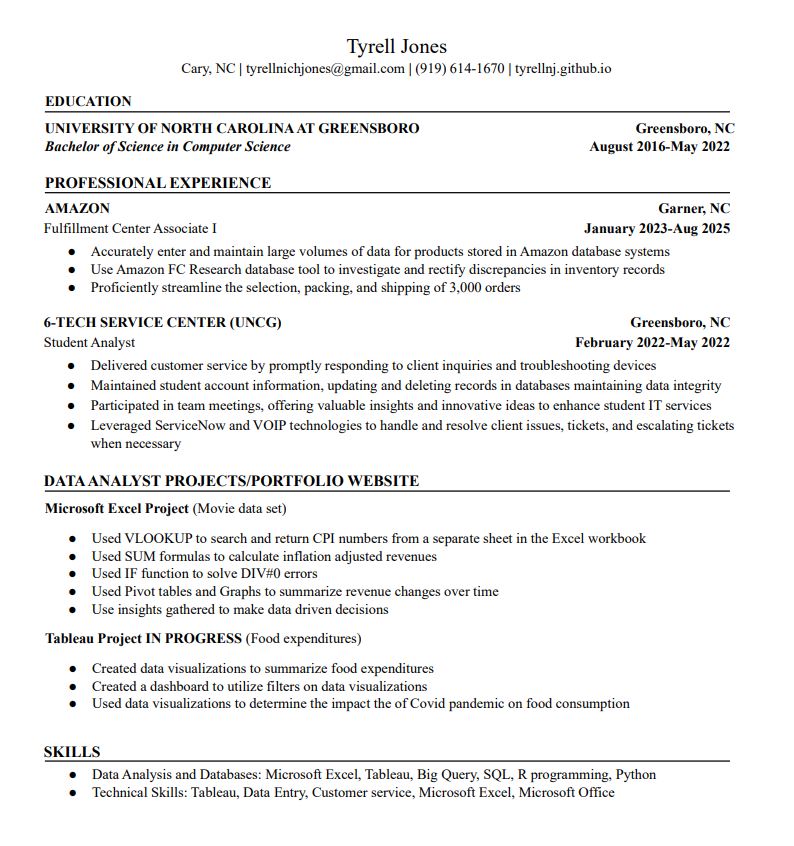 Tyrell Jones
Cary, NC | tyrellnichjones@gmail.com | (919) 614-1670 | tyrellnj.github.io
EDUCATION
UNIVERSITY OF NORTH CAROLINA AT GREENSBORO Greensboro, NC
Bachelor of Science in Computer Science August 2016-May 2022
PROFESSIONAL EXPERIENCE
AMAZON Garner, NC
Fulfillment Center Associate I January 2023-Aug 2025
● Accurately enter and maintain large volumes of data for products stored in Amazon database systems
● Use Amazon FC Research database tool to investigate and rectify discrepancies in inventory records
● Proficiently streamline the selection, packing, and shipping of 3,000 orders
6-TECH SERVICE CENTER (UNCG) Greensboro, NC
Student Analyst February 2022-May 2022
● Delivered customer service by promptly responding to client inquiries and troubleshooting devices
● Maintained student account information, updating and deleting records in databases maintaining data integrity
● Participated in team meetings, offering valuable insights and innovative ideas to enhance student IT services
● Leveraged ServiceNow and VOIP technologies to handle and resolve client issues, tickets, and escalating tickets
when necessary
DATA ANALYST PROJECTS/PORTFOLIO WEBSITE
Microsoft Excel Project (Movie data set)
● Used VLOOKUP to search and return CPI numbers from a separate sheet in the Excel workbook
● Used SUM formulas to calculate inflation adjusted revenues
● Used IF function to solve DIV#0 errors
● Used Pivot tables and Graphs to summarize revenue changes over time
● Use insights gathered to make data driven decisions
Tableau Project IN PROGRESS (Food expenditures)
● Created data visualizations to summarize food expenditures
● Created a dashboard to utilize filters on data visualizations
● Used data visualizations to determine the impact the of Covid pandemic on food consumption
SKILLS
● Data Analysis and Databases: Microsoft Excel, Tableau, Big Query, SQL, R programming, Python
● Technical Skills: Tableau, Data Entry, Customer service, Microsoft Excel, Microsoft Office